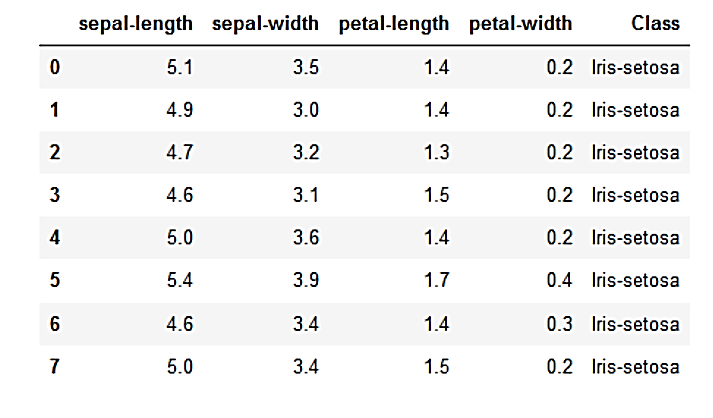 sepal-length sepal-width petal-length petal-width Class
0 5.1 3.5 1.4 0.2 Iris-setosa
1 4.9 3.0 1.4 0.2 Iris-setosa
2 4.7 3.2 1.3 0.2 Iris-setosa
3 4.6 3.1 1.5 0.2 Iris-setosa
4 5.0 3.6 1.4 0.2 Iris-setosa
5 5.4 3.9 1.7 0.4 Iris-setosa
6 4.6 3.4 1.4 0.3 Iris-setosa
7 5.0 3.4 1.5 0.2 Iris-setosa